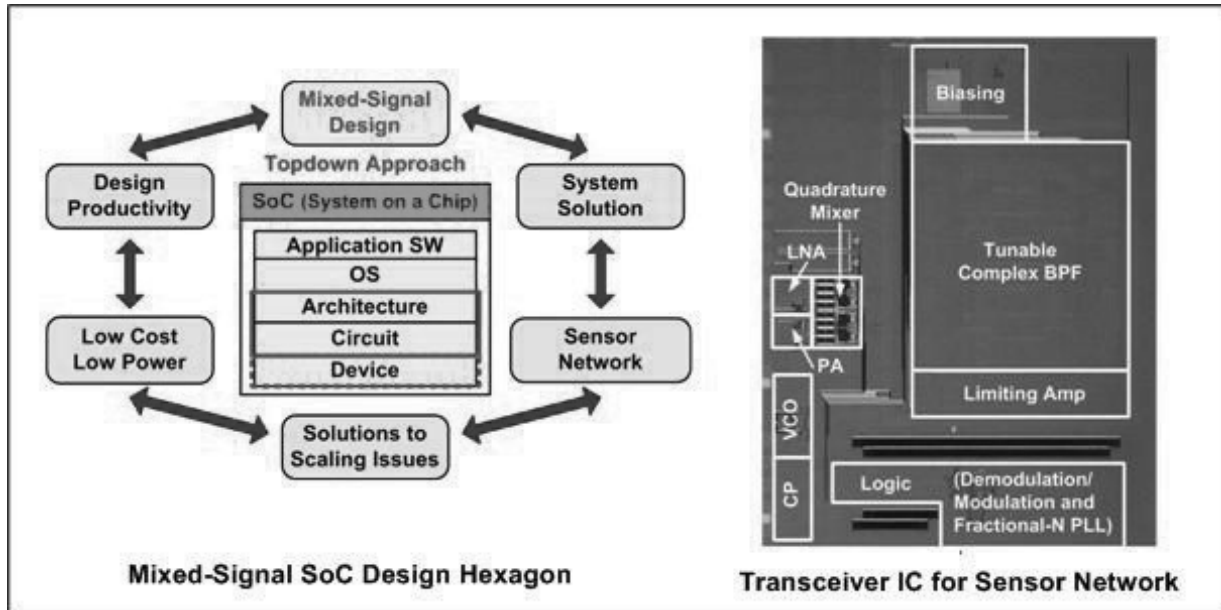 Mixed-Signal
Design
Topdown Approach
Design
Productivity
System
Solution
SoC (System on a Chip)
Application SW
OS
Architecture
Circuit
Device
Low Cost
Low Power
Sensor
Network
Solutions to
Scaling Issues
Mixed-Signal SoC Design Hexagon
Biasing
Quadrature
Mixer
LNA
Tunable
Complex BPF
PA
Limiting Amp
VCO
CP
Logic
(Demodulation/
Modulation and
Fractional-N PLL)
Transceiver IC for Sensor Network